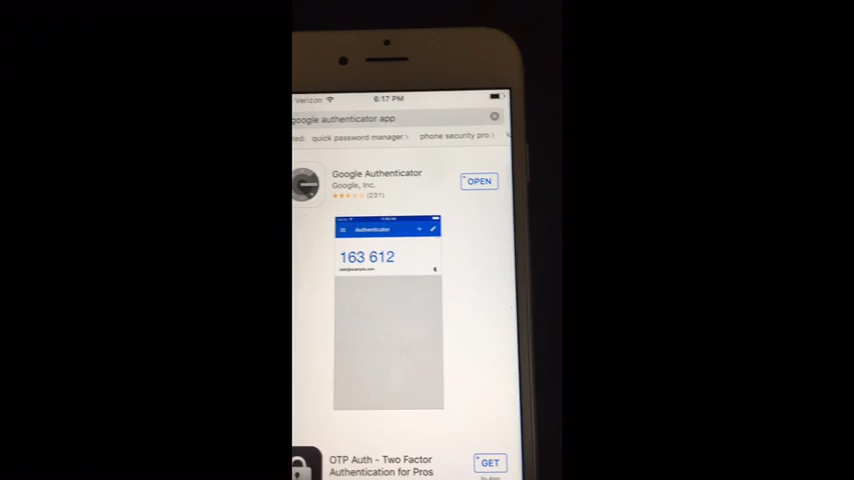 Verizon 6:17 PM
google authenticator app
quick password manager> phone security pro>
Google Authenticator
Google, Inc.
OPEN
(231)
Authenticator
163 612
OTP Auth - Two Factor
Authentication for Pros
GET